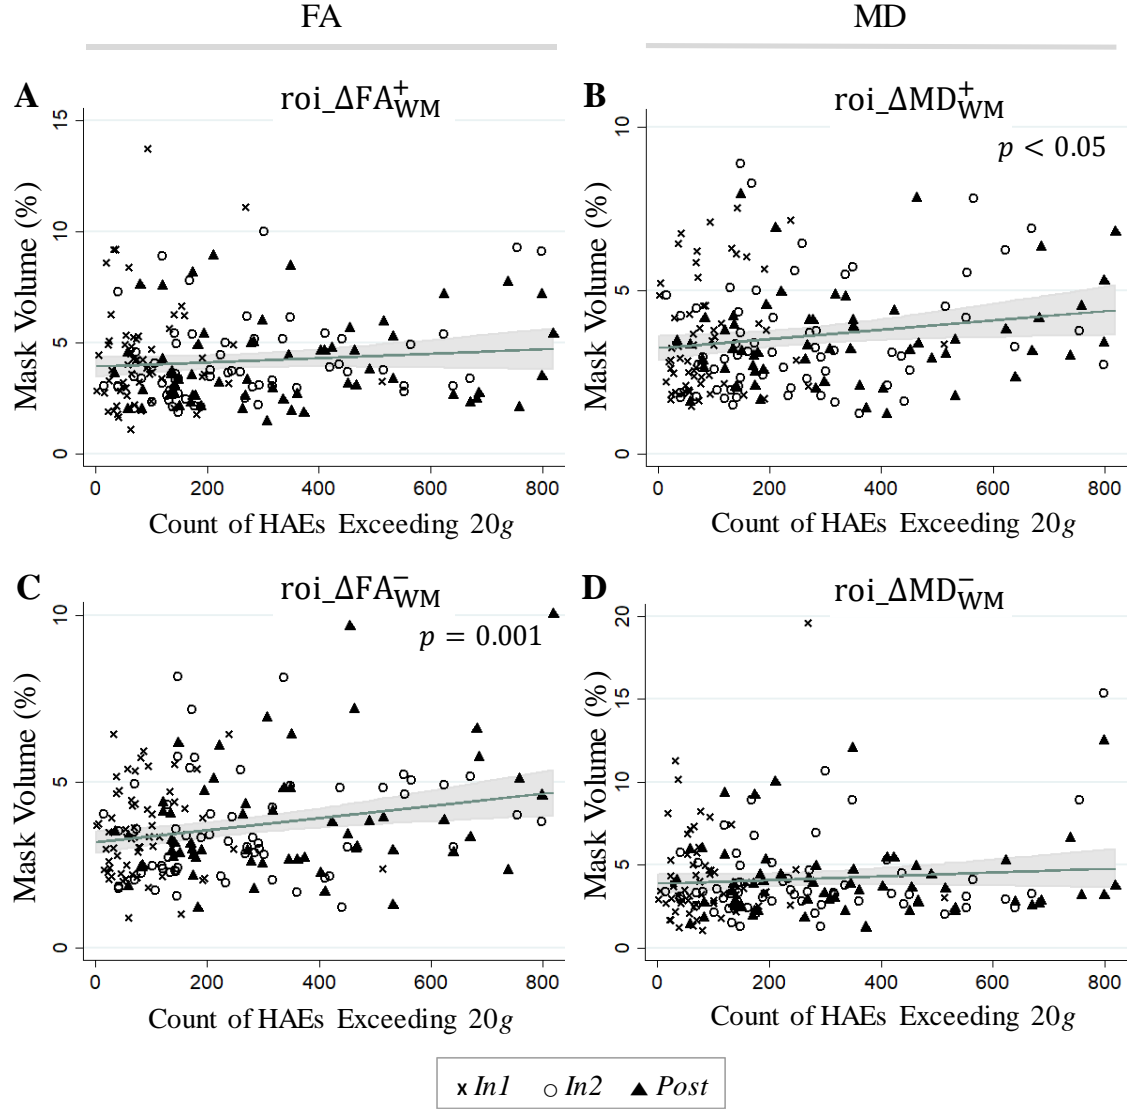 FA
MD
A
roi_ΔFA⁺WM
15
10
5
0
Mask Volume (%)
0 200 400 600 800
Count of HAEs Exceeding 20g
B
roi_ΔMD⁺WM
p < 0.05
10
5
0
Mask Volume (%)
0 200 400 600 800
Count of HAEs Exceeding 20g
C
roi_ΔFA⁻WM
p = 0.001
10
5
0
Mask Volume (%)
0 200 400 600 800
Count of HAEs Exceeding 20g
D
roi_ΔMD⁻WM
20
15
10
5
0
Mask Volume (%)
0 200 400 600 800
Count of HAEs Exceeding 20g
In1 In2 Post